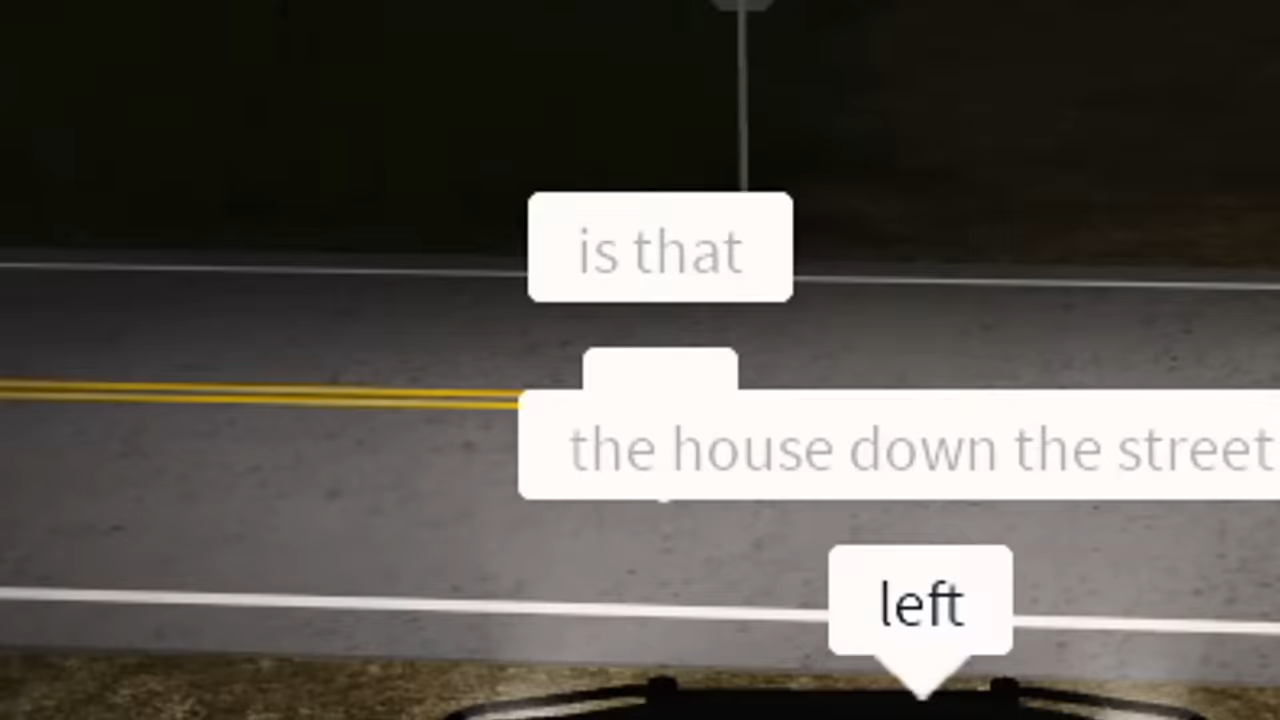 is that
the house down the street
left